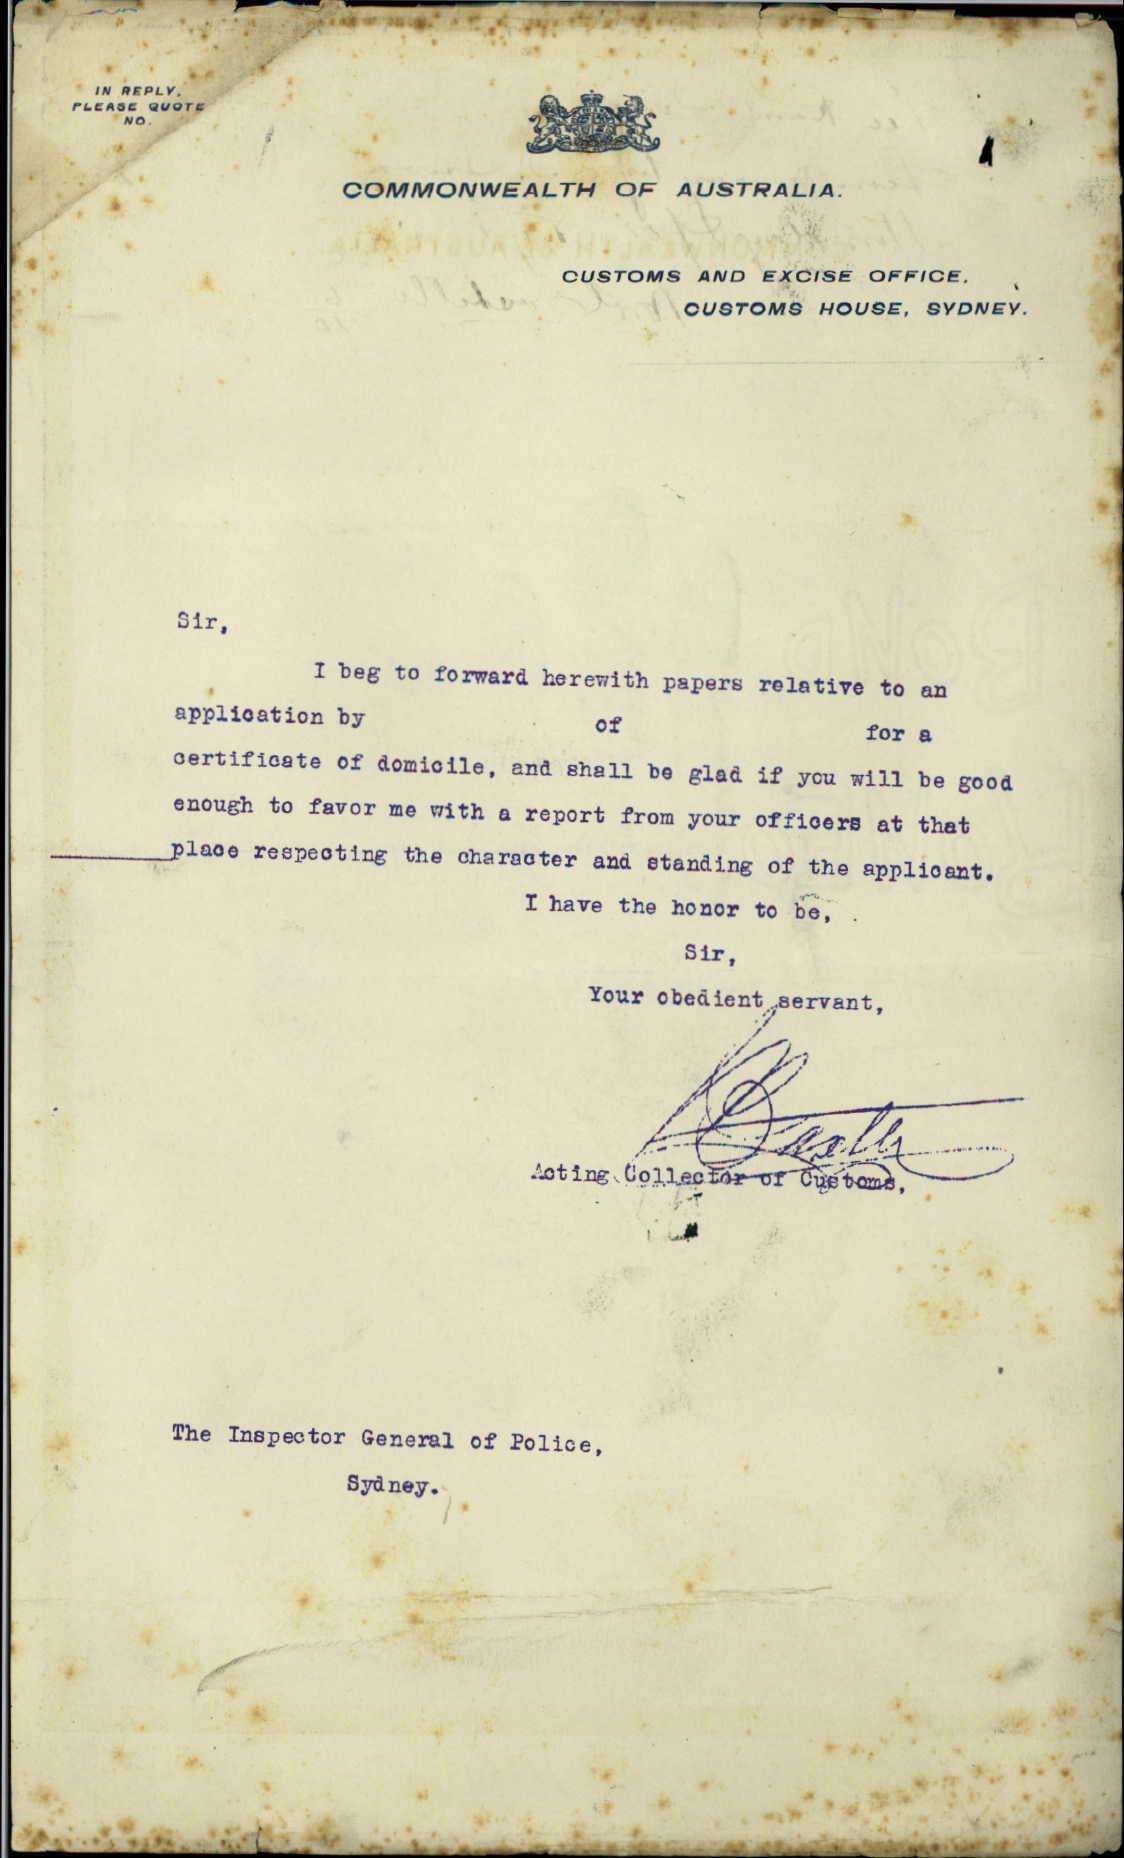 IN REPLY,
PLEASE QUOTE
NO.
COMMONWEALTH OF AUSTRALIA.
CUSTOMS AND EXCISE OFFICE,
CUSTOMS HOUSE, SYDNEY.
Sir,
I beg to forward herewith papers relative to an
application by of for a
certificate of domicile, and shall be glad if you will be good
enough to favor me with a report from your officers at that
place respecting the character and standing of the applicant.
I have the honor to be,
Sir,
Your obedient servant,
Baxter
Acting Collector of Customs,
The Inspector General of Police,
Sydney.